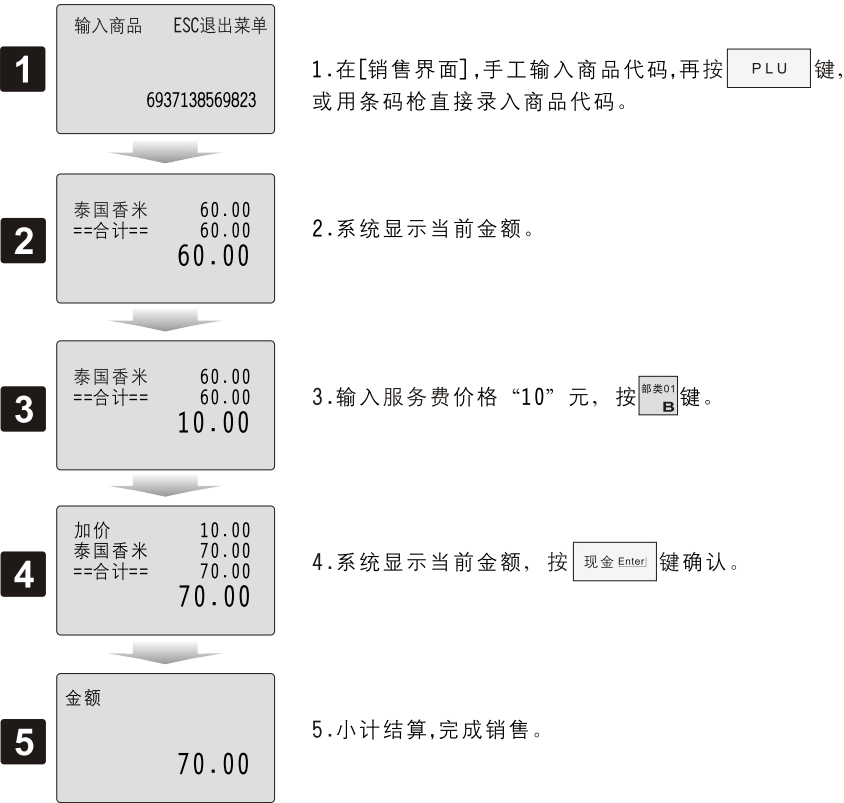 输入商品 ESC退出菜单
1
6937138569823
1.在[销售界面],手工输入商品代码,再按 PLU 键,
或用条码枪直接录入商品代码。
泰国香米 60.00
==合计== 60.00
60.00
2
2.系统显示当前金额。
泰国香米 60.00
==合计== 60.00
10.00
3
3.输入服务费价格“10”元，按 部类01 B 键。
加价 10.00
泰国香米 70.00
==合计== 70.00
70.00
4
4.系统显示当前金额，按 现金 Enter 键确认。
金额
5
70.00
5.小计结算,完成销售。